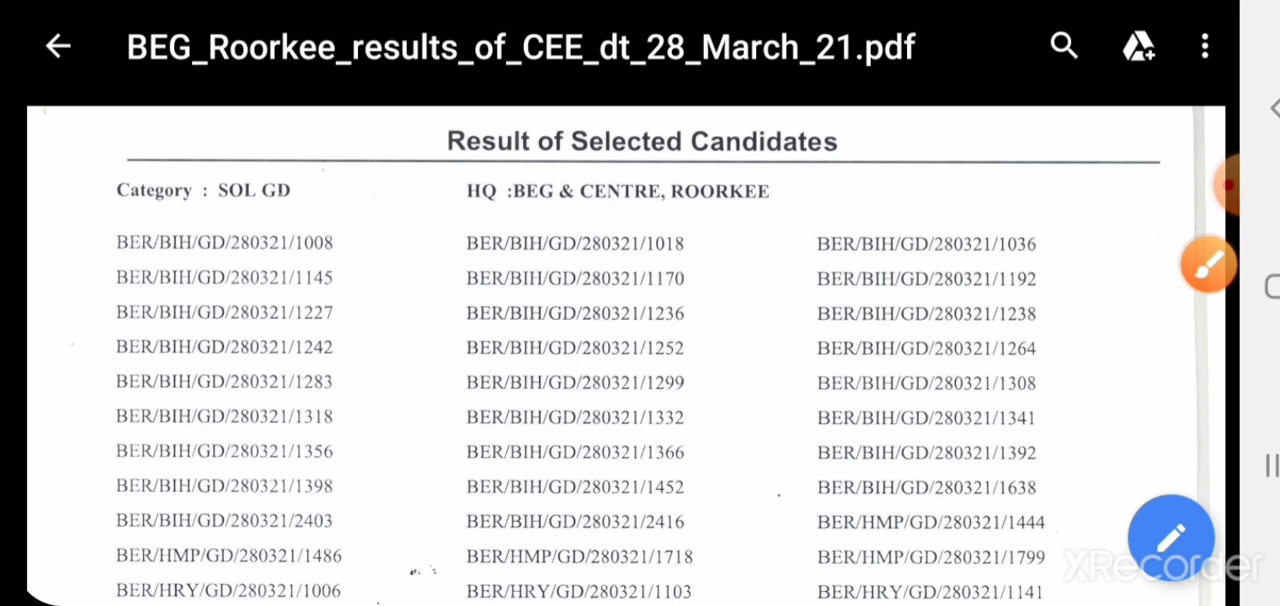 BEG_Roorkee_results_of_CEE_dt_28_March_21.pdf
Result of Selected Candidates
Category : SOL GD HQ :BEG & CENTRE, ROORKEE
BER/BIH/GD/280321/1008 BER/BIH/GD/280321/1018 BER/BIH/GD/280321/1036
BER/BIH/GD/280321/1145 BER/BIH/GD/280321/1170 BER/BIH/GD/280321/1192
BER/BIH/GD/280321/1227 BER/BIH/GD/280321/1236 BER/BIH/GD/280321/1238
BER/BIH/GD/280321/1242 BER/BIH/GD/280321/1252 BER/BIH/GD/280321/1264
BER/BIH/GD/280321/1283 BER/BIH/GD/280321/1299 BER/BIH/GD/280321/1308
BER/BIH/GD/280321/1318 BER/BIH/GD/280321/1332 BER/BIH/GD/280321/1341
BER/BIH/GD/280321/1356 BER/BIH/GD/280321/1366 BER/BIH/GD/280321/1392
BER/BIH/GD/280321/1398 BER/BIH/GD/280321/1452 BER/BIH/GD/280321/1638
BER/BIH/GD/280321/2403 BER/BIH/GD/280321/2416 BER/HMP/GD/280321/1444
BER/HMP/GD/280321/1486 BER/HMP/GD/280321/1718 BER/HMP/GD/280321/1799
BER/HRY/GD/280321/1006 BER/HRY/GD/280321/1103 BER/HRY/GD/280321/1141
XRecorder